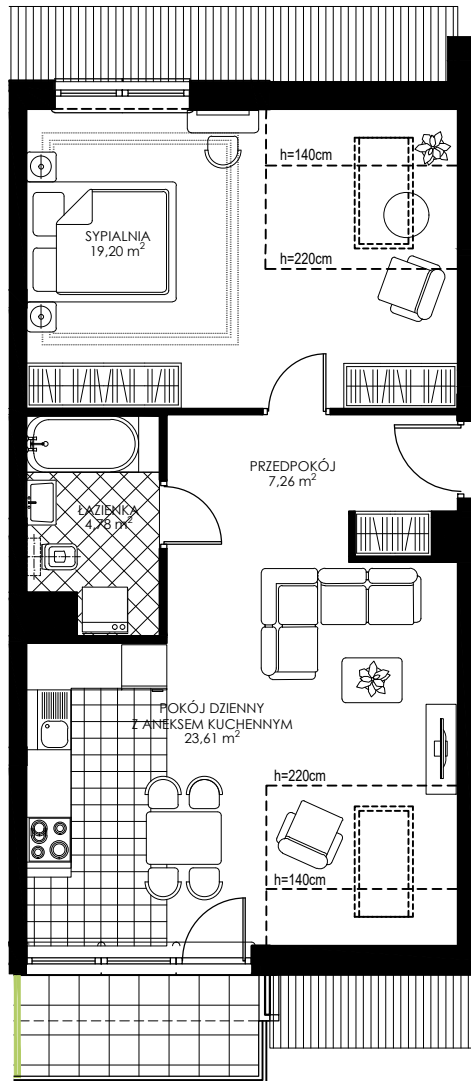 h=140cm
SYPIALNIA
19,20 m²
h=220cm
PRZEDPOKÓJ
7,26 m²
ŁAZIENKA
4,78 m²
POKÓJ DZIENNY
Z ANEKSEM KUCHENNYM
23,61 m²
h=220cm
h=140cm